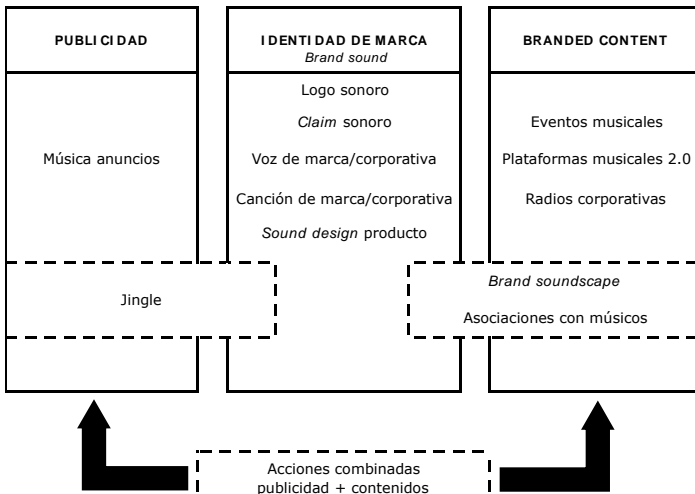 PUBLICIDAD
IDENTIDAD DE MARCA
Brand sound
BRANDED CONTENT
Logo sonoro
Claim sonoro
Eventos musicales
Música anuncios
Voz de marca/corporativa
Plataformas musicales 2.0
Canción de marca/corporativa
Radios corporativas
Sound design producto
Jingle
Brand soundscape
Asociaciones con músicos
Acciones combinadas
publicidad + contenidos